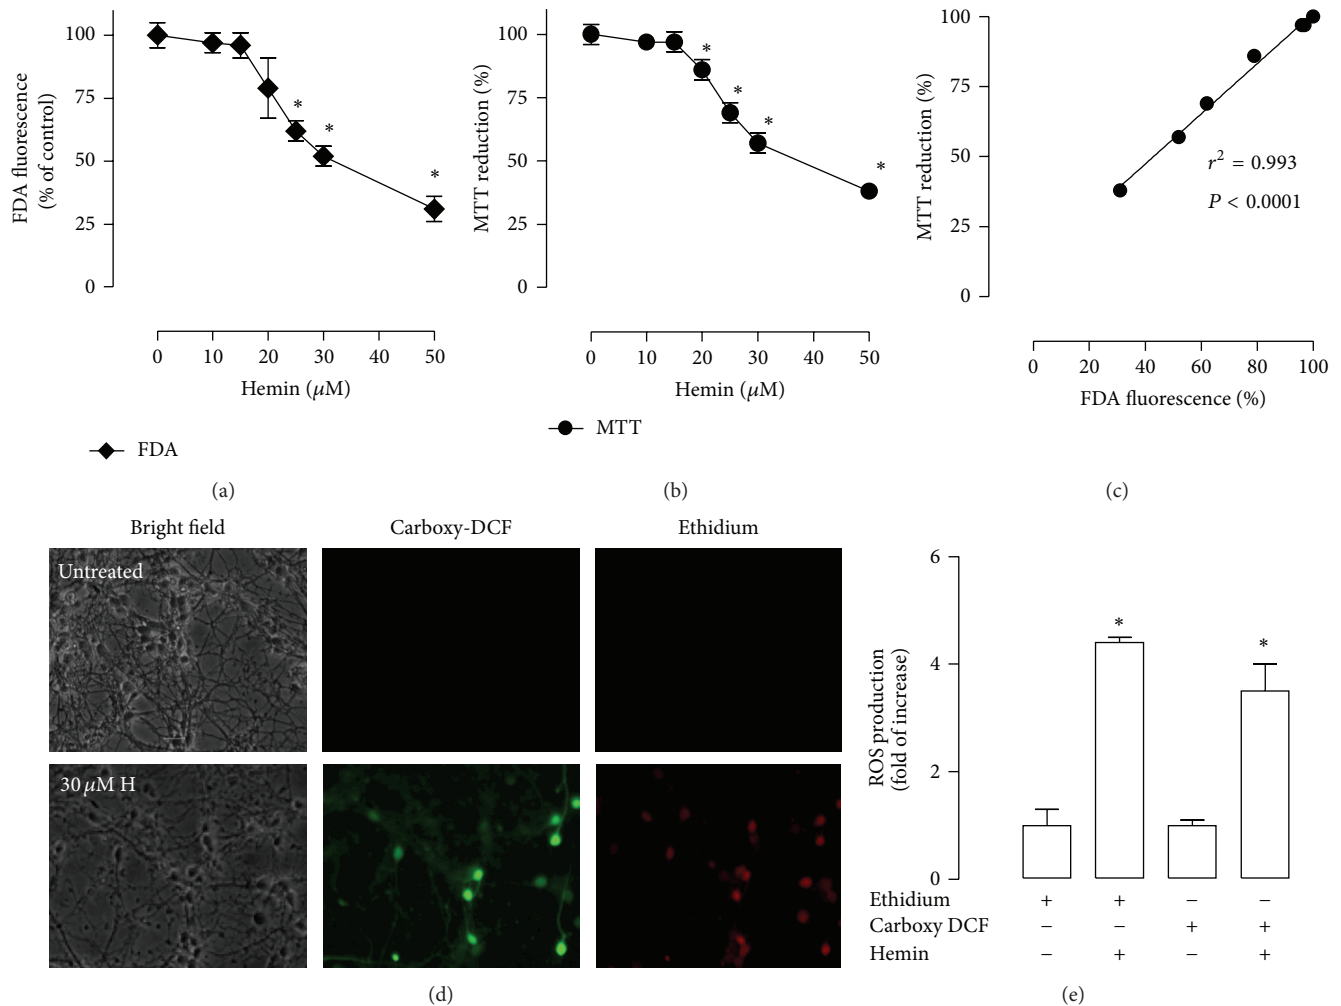 100
75
50
25
0
FDA fluorescence
(% of control)
* * *
0 10 20 30 40 50
Hemin (μM)
FDA
(a)
100
75
50
25
0
MTT reduction (%)
* * * * *
0 10 20 30 40 50
Hemin (μM)
MTT
(b)
100
75
50
25
0
MTT reduction (%)
r² = 0.993
P < 0.0001
0 20 40 60 80 100
FDA fluorescence (%)
(c)
Bright field Carboxy-DCF Ethidium
Untreated
30 μM H
(d)
6
4
2
0
ROS production
(fold of increase)
* *
Ethidium + + − −
Carboxy DCF − − + +
Hemin − + − +
(e)